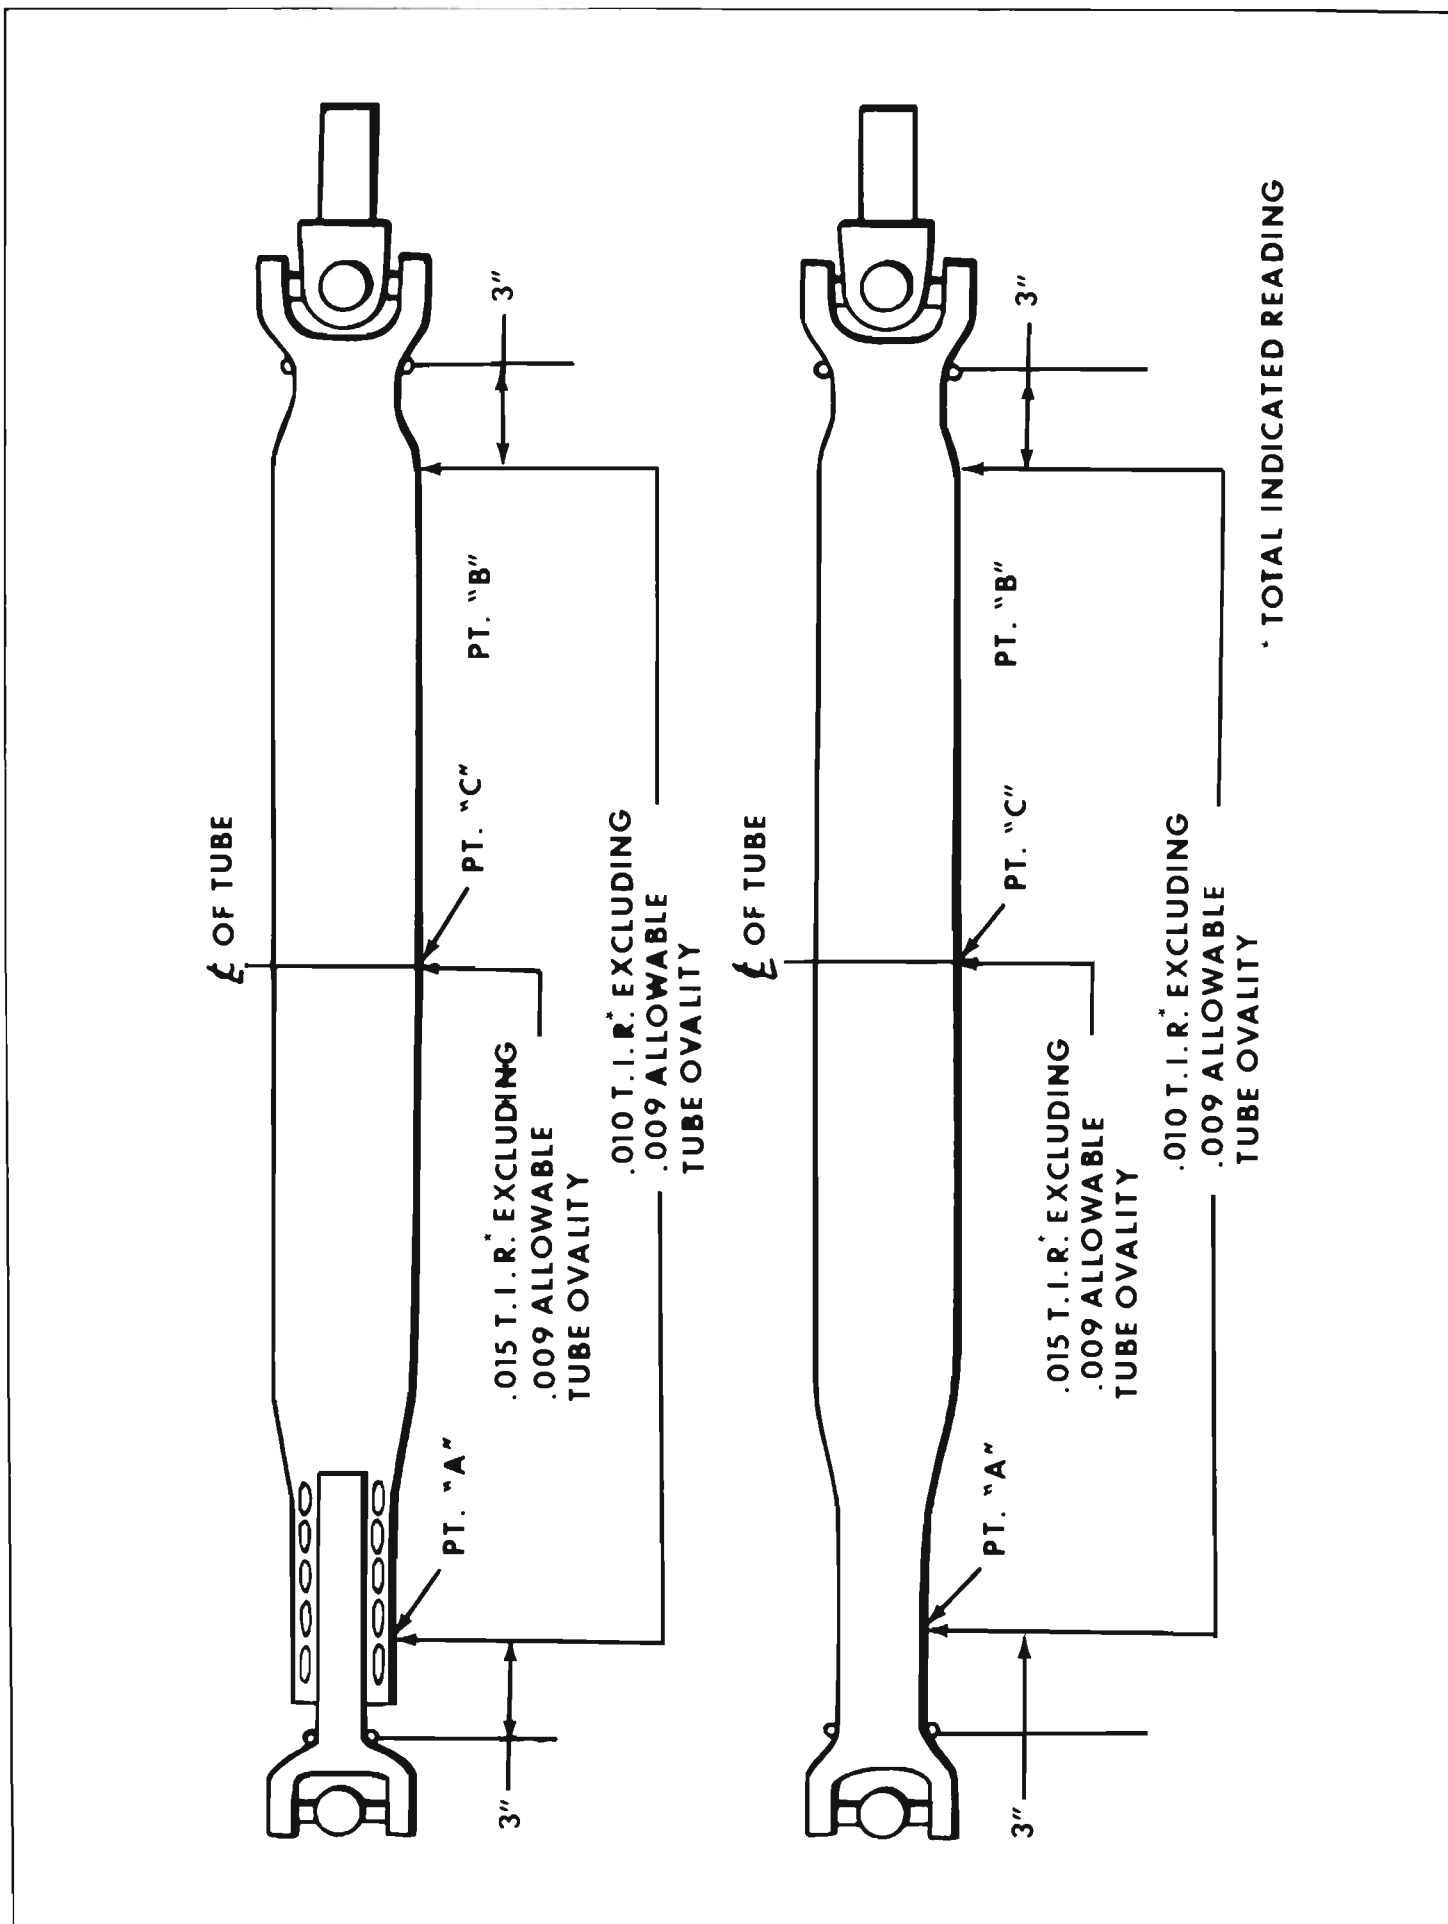 ℄ OF TUBE
3"
PT. "A"
PT. "C"
PT. "B"
3"
.015 T.I.R.* EXCLUDING
.009 ALLOWABLE
TUBE OVALITY
.010 T.I.R.* EXCLUDING
.009 ALLOWABLE
TUBE OVALITY
℄ OF TUBE
3"
PT. "A"
PT. "C"
PT. "B"
3"
.015 T.I.R.* EXCLUDING
.009 ALLOWABLE
TUBE OVALITY
.010 T.I.R.* EXCLUDING
.009 ALLOWABLE
TUBE OVALITY
* TOTAL INDICATED READING